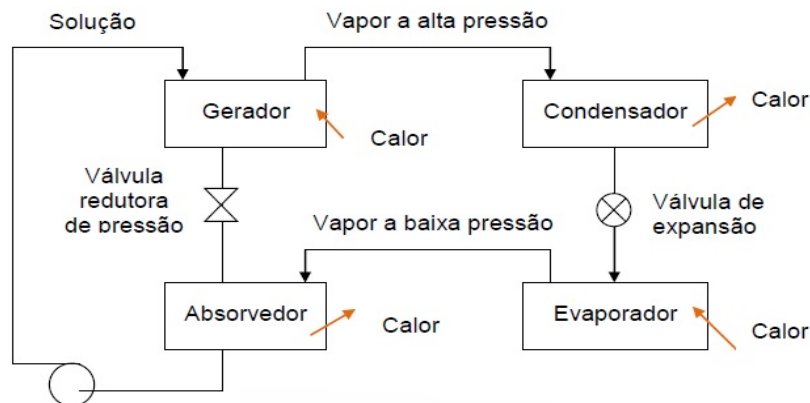 Solução
Vapor a alta pressão
Gerador
Calor
Condensador
Calor
Válvula
redutora
de pressão
Vapor a baixa pressão
Válvula de
expansão
Absorvedor
Calor
Evaporador
Calor